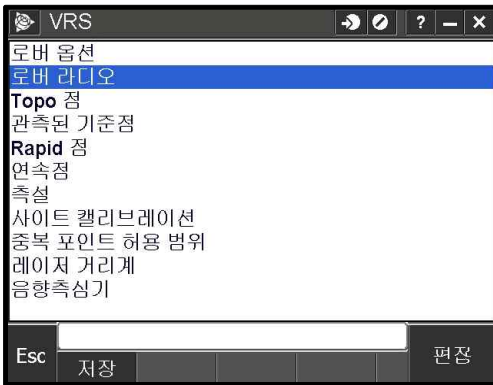 VRS ? – ×
로버 옵션
로버 라디오
Topo 점
관측된 기준점
Rapid 점
연속점
측설
사이트 캘리브레이션
중복 포인트 허용 범위
레이저 거리계
음향측심기
Esc
저장
편집